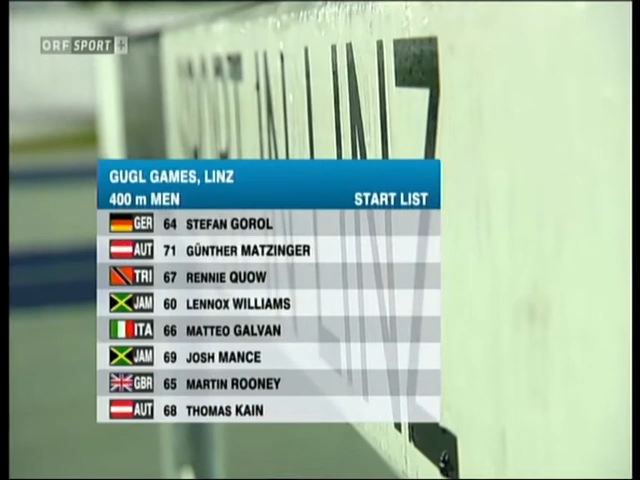 ORF SPORT +
LINZ
GUGL GAMES, LINZ
400 m MEN START LIST
GER 64 STEFAN GOROL
AUT 71 GÜNTHER MATZINGER
TRI 67 RENNIE QUOW
JAM 60 LENNOX WILLIAMS
ITA 66 MATTEO GALVAN
JAM 69 JOSH MANCE
GBR 65 MARTIN ROONEY
AUT 68 THOMAS KAIN